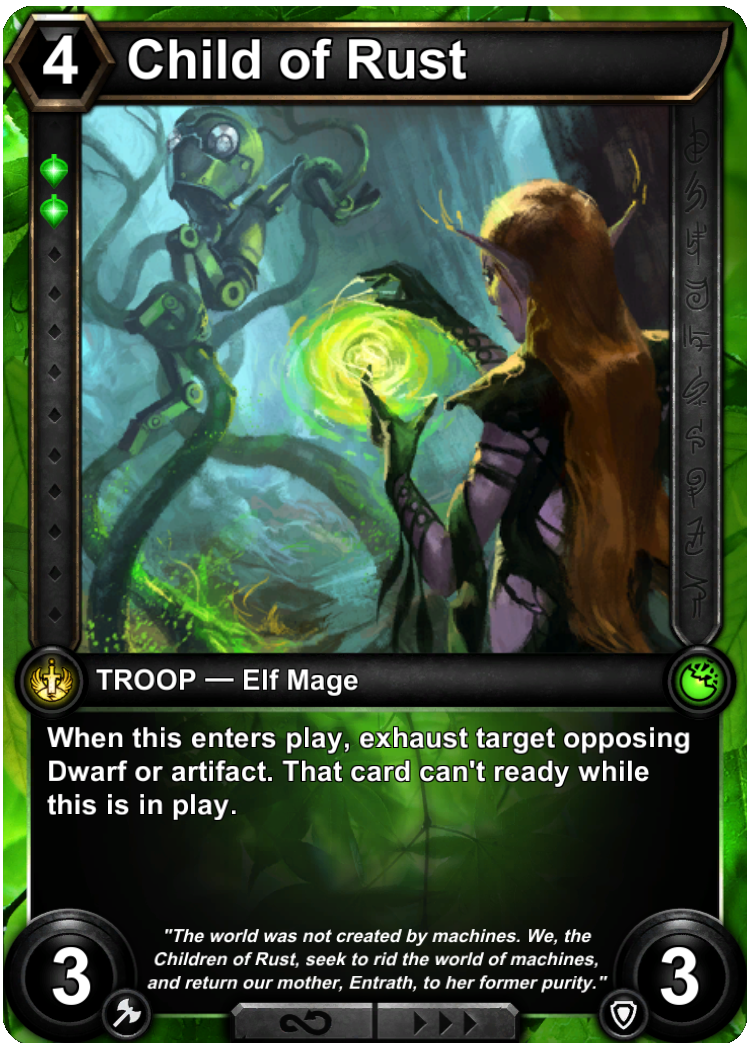 4
Child of Rust
TROOP — Elf Mage
When this enters play, exhaust target opposing
Dwarf or artifact. That card can't ready while
this is in play.
"The world was not created by machines. We, the
Children of Rust, seek to rid the world of machines,
and return our mother, Entrath, to her former purity."
3
3